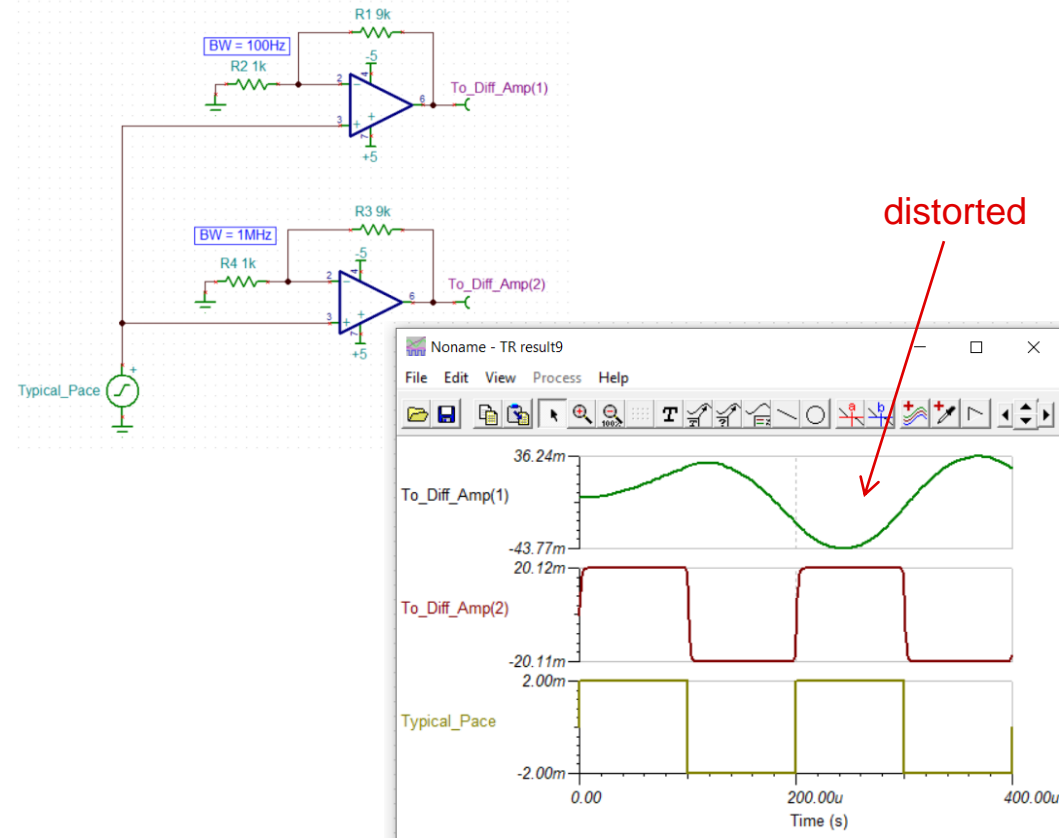 R1 9k
BW = 100Hz
R2 1k
-5
4
2
To_Diff_Amp(1)
6
3
7
+5
R3 9k
BW = 1MHz
R4 1k
-5
4
2
To_Diff_Amp(2)
6
3
7
+5
Typical_Pace
distorted
Noname - TR result9
File Edit View Process Help
100%
T
?
a
b
36.24m
To_Diff_Amp(1)
-43.77m
20.12m
To_Diff_Amp(2)
-20.11m
2.00m
Typical_Pace
-2.00m
0.00 200.00u 400.00u
Time (s)